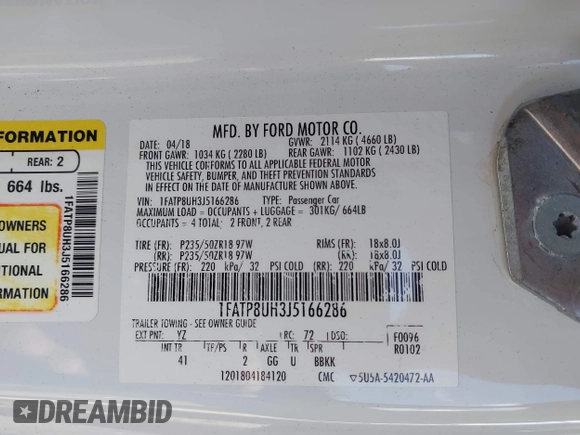 FORMATION
REAR: 2
664 lbs.
OWNERS
UAL FOR
TIONAL
ORMATION
1FATP8UH3J5166286
MFD. BY FORD MOTOR CO.
DATE: 04/18 GVWR: 2114 KG ( 4660 LB)
FRONT GAWR: 1034 KG ( 2280 LB) REAR GAWR: 1102 KG ( 2430 LB)
THIS VEHICLE CONFORMS TO ALL APPLICABLE FEDERAL MOTOR
VEHICLE SAFETY, BUMPER, AND THEFT PREVENTION STANDARDS
IN EFFECT ON THE DATE OF MANUFACTURE SHOWN ABOVE.
VIN: 1FATP8UH3J5166286 TYPE: Passenger Car
MAXIMUM LOAD = OCCUPANTS + LUGGAGE = 301KG/ 664LB
OCCUPANTS = 4 TOTAL: 2 FRONT, 2 REAR
TIRE (FR): P235/50ZR18 97W RIMS (FR): 18x8.0J
(RR): P235/50ZR18 97W (RR): 18x8.0J
PRESSURE (FR): 220 kPa/ 32 PSI COLD (RR): 220 kPa/ 32 PSI COLD
1FATP8UH3J5166286
TRAILER TOWING - SEE OWNER GUIDE
EXT PNT: YZ RC: 72 DSO: F0096
INT TR TP/PS R AXLE TR SPR R0102
41 2 GG U BBKK
1201804184120 CMC ▽5U5A-5420472-AA
DREAMBID